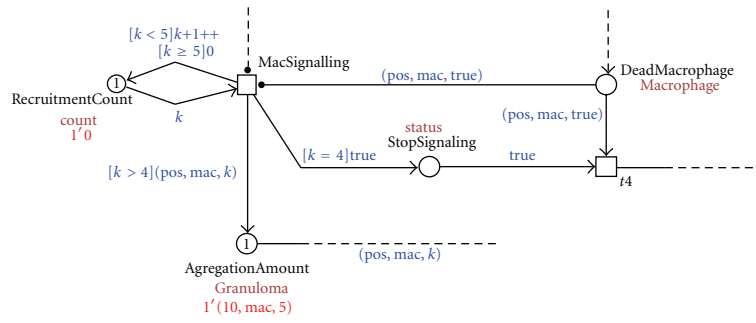 [k < 5]k+1++
[k ≥ 5]0
MacSignalling
(pos, mac, true)
DeadMacrophage
Macrophage
1
RecruitmentCount
count
1′0
k
(pos, mac, true)
status
StopSignaling
[k > 4](pos, mac, k)
[k = 4]true
true
t4
1
(pos, mac, k)
AgregationAmount
Granuloma
1′(10, mac, 5)